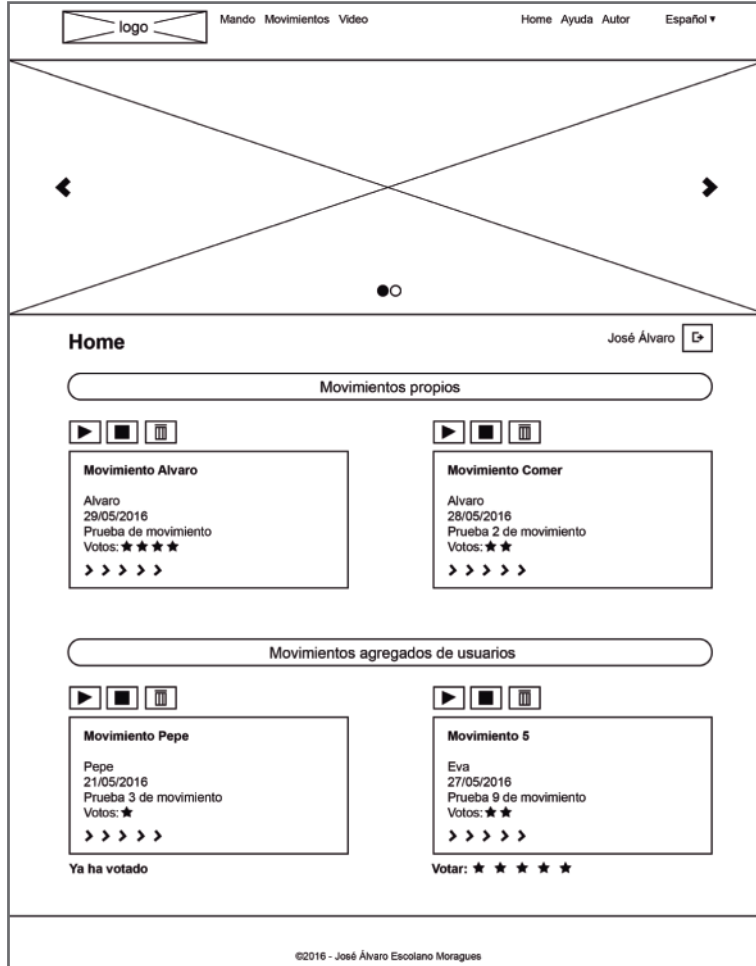 logo
Mando Movimientos Video
Home Ayuda Autor
Español ▾
Home
José Álvaro
Movimientos propios
Movimiento Alvaro
Alvaro
29/05/2016
Prueba de movimiento
Votos: ★ ★ ★ ★
Movimiento Comer
Alvaro
28/05/2016
Prueba 2 de movimiento
Votos: ★ ★
Movimientos agregados de usuarios
Movimiento Pepe
Pepe
21/05/2016
Prueba 3 de movimiento
Votos: ★
Ya ha votado
Movimiento 5
Eva
27/05/2016
Prueba 9 de movimiento
Votos: ★ ★
Votar: ★ ★ ★ ★ ★
©2016 - José Álvaro Escolano Moragues